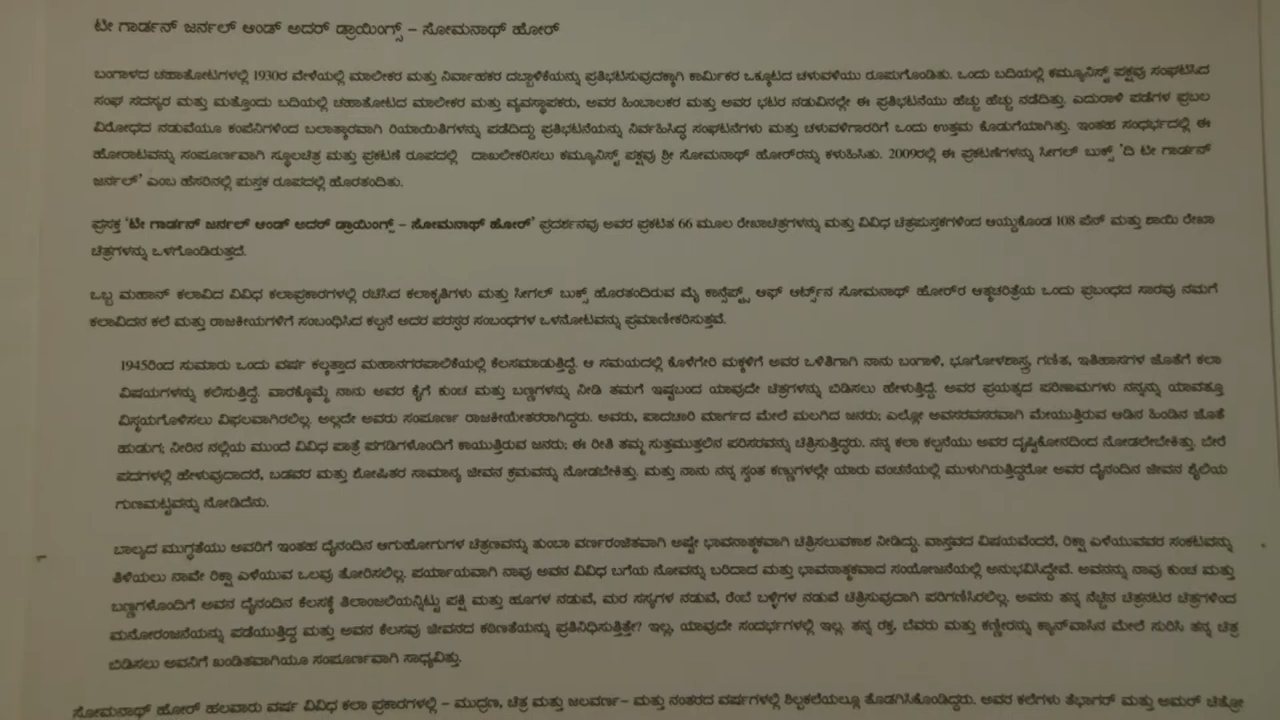 ಟೀ ಗಾರ್ಡನ್ ಜರ್ನಲ್ ಆಂಡ್ ಅದರ್ ಡ್ರಾಯಿಂಗ್ಸ್ – ಸೋಮನಾಥ್ ಹೋರ್
ಬಂಗಾಳದ ಚಹಾತೋಟಗಳಲ್ಲಿ 1930ರ ವೇಳೆಯಲ್ಲಿ ಮಾಲೀಕರ ಮತ್ತು ನಿರ್ವಾಹಕರ ದಬ್ಬಾಳಿಕೆಯನ್ನು ಪ್ರತಿಭಟಿಸುವುದಕ್ಕಾಗಿ ಕಾರ್ಮಿಕರ ಒಕ್ಕೂಟದ ಚಳುವಳಿಯು ರೂಪುಗೊಂಡಿತು. ಒಂದು ಬದಿಯಲ್ಲಿ ಕಮ್ಯೂನಿಸ್ಟ್ ಪಕ್ಷವು ಸಂಘಟಿಸಿದ
ಸಂಘ ಸದಸ್ಯರ ಮತ್ತು ಮತ್ತೊಂದು ಬದಿಯಲ್ಲಿ ಚಹಾತೋಟದ ಮಾಲೀಕರ ಮತ್ತು ವ್ಯವಸ್ಥಾಪಕರು, ಅವರ ಹಿಂಬಾಲಕರ ಮತ್ತು ಅವರ ಭಟರ ನಡುವಿನಲ್ಲೇ ಈ ಪ್ರತಿಭಟನೆಯು ಹೆಚ್ಚು ಹೆಚ್ಚು ನಡೆದಿತ್ತು. ಎದುರಾಳಿ ಪಡೆಗಳ ಪ್ರಬಲ
ವಿರೋಧದ ನಡುವೆಯೂ ಕಂಪೆನಿಗಳಿಂದ ಬಲಾತ್ಕಾರವಾಗಿ ರಿಯಾಯಿತಿಗಳನ್ನು ಪಡೆದಿದ್ದು ಪ್ರತಿಭಟನೆಯನ್ನು ನಿರ್ವಹಿಸಿದ್ದ ಸಂಘಟನೆಗಳು ಮತ್ತು ಚಳುವಳಿಗಾರರಿಗೆ ಒಂದು ಉತ್ತಮ ಕೊಡುಗೆಯಾಗಿತ್ತು. ಇಂತಹ ಸಂಧರ್ಭದಲ್ಲಿ ಈ
ಹೋರಾಟವನ್ನು ಸಂಪೂರ್ಣವಾಗಿ ಸ್ಥೂಲಚಿತ್ರ ಮತ್ತು ಪ್ರಕಟಣೆ ರೂಪದಲ್ಲಿ ದಾಖಲೀಕರಿಸಲು ಕಮ್ಯೂನಿಸ್ಟ್ ಪಕ್ಷವು ಶ್ರೀ ಸೋಮನಾಥ್ ಹೋರ್‌ರನ್ನು ಕಳುಹಿಸಿತು. 2009ರಲ್ಲಿ ಈ ಪ್ರಕಟಣೆಗಳನ್ನು ಸೀಗಲ್ ಬುಕ್ಸ್ 'ದಿ ಟೀ ಗಾರ್ಡನ್
ಜರ್ನಲ್' ಎಂಬ ಹೆಸರಿನಲ್ಲಿ ಪುಸ್ತಕ ರೂಪದಲ್ಲಿ ಹೊರತಂದಿತು.
ಪ್ರಸಕ್ತ 'ಟೀ ಗಾರ್ಡನ್ ಜರ್ನಲ್ ಆಂಡ್ ಅದರ್ ಡ್ರಾಯಿಂಗ್ಸ್ – ಸೋಮನಾಥ್ ಹೋರ್' ಪ್ರದರ್ಶನವು ಅವರ ಪ್ರಕಟಿತ 66 ಮೂಲ ರೇಖಾಚಿತ್ರಗಳನ್ನು ಮತ್ತು ವಿವಿಧ ಚಿತ್ರಪುಸ್ತಕಗಳಿಂದ ಆಯ್ದುಕೊಂಡ 108 ಪೆನ್ ಮತ್ತು ಶಾಯಿ ರೇಖಾ
ಚಿತ್ರಗಳನ್ನು ಒಳಗೊಂಡಿರುತ್ತದೆ.
ಒಬ್ಬ ಮಹಾನ್ ಕಲಾವಿದ ವಿವಿಧ ಕಲಾಪ್ರಕಾರಗಳಲ್ಲಿ ರಚಿಸಿದ ಕಲಾಕೃತಿಗಳು ಮತ್ತು ಸೀಗಲ್ ಬುಕ್ಸ್ ಹೊರತಂದಿರುವ ಮೈ ಕಾನ್ಸೆಪ್ಟ್ಸ್ ಆಫ್ ಆರ್ಟ್‌ನ ಸೋಮನಾಥ್ ಹೋರ್‌ರ ಆತ್ಮಚರಿತ್ರೆಯ ಒಂದು ಪ್ರಬಂಧದ ಸಾರವು ನಮಗೆ
ಕಲಾವಿದನ ಕಲೆ ಮತ್ತು ರಾಜಕೀಯಗಳಿಗೆ ಸಂಬಂಧಿಸಿದ ಕಲ್ಪನೆ ಅದರ ಪರಸ್ಪರ ಸಂಬಂಧಗಳ ಒಳನೋಟವನ್ನು ಪ್ರಮಾಣೀಕರಿಸುತ್ತವೆ.
1945ರಿಂದ ಸುಮಾರು ಒಂದು ವರ್ಷ ಕಲ್ಕತ್ತಾದ ಮಹಾನಗರಪಾಲಿಕೆಯಲ್ಲಿ ಕೆಲಸಮಾಡುತ್ತಿದ್ದೆ. ಆ ಸಮಯದಲ್ಲಿ ಕೊಳೆಗೇರಿ ಮಕ್ಕಳಿಗೆ ಅವರ ಒಳಿತಿಗಾಗಿ ನಾನು ಬಂಗಾಳಿ, ಭೂಗೋಳಶಾಸ್ತ್ರ, ಗಣಿತ, ಇತಿಹಾಸಗಳ ಜೊತೆಗೆ ಕಲಾ
ವಿಷಯಗಳನ್ನು ಕಲಿಸುತ್ತಿದ್ದೆ. ವಾರಕ್ಕೊಮ್ಮೆ ನಾನು ಅವರ ಕೈಗೆ ಕುಂಚ ಮತ್ತು ಬಣ್ಣಗಳನ್ನು ನೀಡಿ ತಮಗೆ ಇಷ್ಟಬಂದ ಯಾವುದೇ ಚಿತ್ರಗಳನ್ನು ಬಿಡಿಸಲು ಹೇಳುತ್ತಿದ್ದೆ. ಅವರ ಪ್ರಯತ್ನದ ಪರಿಣಾಮಗಳು ನನ್ನನ್ನು ಯಾವತ್ತೂ
ವಿಸ್ಮಯಗೊಳಿಸಲು ವಿಫಲವಾಗಿರಲಿಲ್ಲ. ಅಲ್ಲದೇ ಅವರು ಸಂಪೂರ್ಣ ರಾಜಕೀಯೇತರರಾಗಿದ್ದರು. ಅವರು, ಪಾದಚಾರಿ ಮಾರ್ಗದ ಮೇಲೆ ಮಲಗಿದ ಜನರು; ಎಲ್ಲೋ ಅವಸರವಸರವಾಗಿ ಮೇಯುತ್ತಿರುವ ಆಡಿನ ಹಿಂಡಿನ ಜೊತೆ
ಹುಡುಗ; ನೀರಿನ ನಲ್ಲಿಯ ಮುಂದೆ ವಿವಿಧ ಪಾತ್ರೆ ಪಗಡಿಗಳೊಂದಿಗೆ ಕಾಯುತ್ತಿರುವ ಜನರು; ಈ ರೀತಿ ತಮ್ಮ ಸುತ್ತಮುತ್ತಲಿನ ಪರಿಸರವನ್ನು ಚಿತ್ರಿಸುತ್ತಿದ್ದರು. ನನ್ನ ಕಲಾ ಕಲ್ಪನೆಯು ಅವರ ದೃಷ್ಟಿಕೋನದಿಂದ ನೋಡಲೇಬೇಕಿತ್ತು. ಬೇರೆ
ಪದಗಳಲ್ಲಿ ಹೇಳುವುದಾದರೆ, ಬಡವರ ಮತ್ತು ಶೋಷಿತರ ಸಾಮಾನ್ಯ ಜೀವನ ಕ್ರಮವನ್ನು ನೋಡಬೇಕಿತ್ತು. ಮತ್ತು ನಾನು ನನ್ನ ಸ್ವಂತ ಕಣ್ಣುಗಳಲ್ಲೇ ಯಾರು ವಂಚನೆಯಲ್ಲಿ ಮುಳುಗಿರುತ್ತಿದ್ದರೋ ಅವರ ದೈನಂದಿನ ಜೀವನ ಶೈಲಿಯ
ಗುಣಮಟ್ಟವನ್ನು ನೋಡಿದೆನು.
ಬಾಲ್ಯದ ಮುಗ್ಧತೆಯು ಅವರಿಗೆ ಇಂತಹ ದೈನಂದಿನ ಆಗುಹೋಗುಗಳ ಚಿತ್ರಣವನ್ನು ತುಂಬಾ ವರ್ಣರಂಜಿತವಾಗಿ ಅಷ್ಟೇ ಭಾವನಾತ್ಮಕವಾಗಿ ಚಿತ್ರಿಸಲುವಕಾಶ ನೀಡಿದ್ದು. ವಾಸ್ತವದ ವಿಷಯವೆಂದರೆ, ರಿಕ್ಷಾ ಎಳೆಯುವವರ ಸಂಕಟವನ್ನು
ತಿಳಿಯಲು ನಾವೇ ರಿಕ್ಷಾ ಎಳೆಯುವ ಒಲವು ತೋರಿಸಲಿಲ್ಲ. ಪರ್ಯಾಯವಾಗಿ ನಾವು ಅವನ ವಿವಿಧ ಬಗೆಯ ನೋವನ್ನು ಬರಿದಾದ ಮತ್ತು ಭಾವನಾತ್ಮಕವಾದ ಸಂಯೋಜನೆಯಲ್ಲಿ ಅನುಭವಿಸಿದ್ದೇವೆ. ಅವನನ್ನು ನಾವು ಕುಂಚ ಮತ್ತು
ಬಣ್ಣಗಳೊಂದಿಗೆ ಅವನ ದೈನಂದಿನ ಕೆಲಸಕ್ಕೆ ತಿಲಾಂಜಲಿಯನ್ನಿಟ್ಟು ಪಕ್ಷಿ ಮತ್ತು ಹೂಗಳ ನಡುವೆ, ಮರ ಸಸ್ಯಗಳ ನಡುವೆ, ರೆಂಬೆ ಬಳ್ಳಿಗಳ ನಡುವೆ ಚಿತ್ರಿಸುವುದಾಗಿ ಪರಿಗಣಿಸಿರಲಿಲ್ಲ. ಅವನು ತನ್ನ ನೆಚ್ಚಿನ ಚಿತ್ರನಟರ ಚಿತ್ರಗಳಿಂದ
ಮನೋರಂಜನೆಯನ್ನು ಪಡೆಯುತ್ತಿದ್ದ ಮತ್ತು ಅವನ ಕೆಲಸವು ಜೀವನದ ಕಠಿಣತೆಯನ್ನು ಪ್ರತಿನಿಧಿಸುತ್ತಿತ್ತೇ? ಇಲ್ಲ, ಯಾವುದೇ ಸಂದರ್ಭಗಳಲ್ಲಿ ಇಲ್ಲ. ತನ್ನ ರಕ್ತ, ಬೆವರು ಮತ್ತು ಕಣ್ಣೀರನ್ನು ಕ್ಯಾನ್‌ವಾಸಿನ ಮೇಲೆ ಸುರಿಸಿ ತನ್ನ ಚಿತ್ರ
ಬಿಡಿಸಲು ಅವನಿಗೆ ಖಂಡಿತವಾಗಿಯೂ ಸಂಪೂರ್ಣವಾಗಿ ಸಾಧ್ಯವಿತ್ತು.
ಸೋಮನಾಥ್ ಹೋರ್ ಹಲವಾರು ವರ್ಷ ವಿವಿಧ ಕಲಾ ಪ್ರಕಾರಗಳಲ್ಲಿ – ಮುದ್ರಣ, ಚಿತ್ರ ಮತ್ತು ಜಲವರ್ಣ– ಮತ್ತು ನಂತರದ ವರ್ಷಗಳಲ್ಲಿ ಶಿಲ್ಪಕಲೆಯಲ್ಲೂ ತೊಡಗಿಸಿಕೊಂಡಿದ್ದರು. ಅವರ ಕಲೆಗಳು ತೆಭಾಗರ್ ಮತ್ತು ಅಮರ್ ಚಿತ್ರೋ